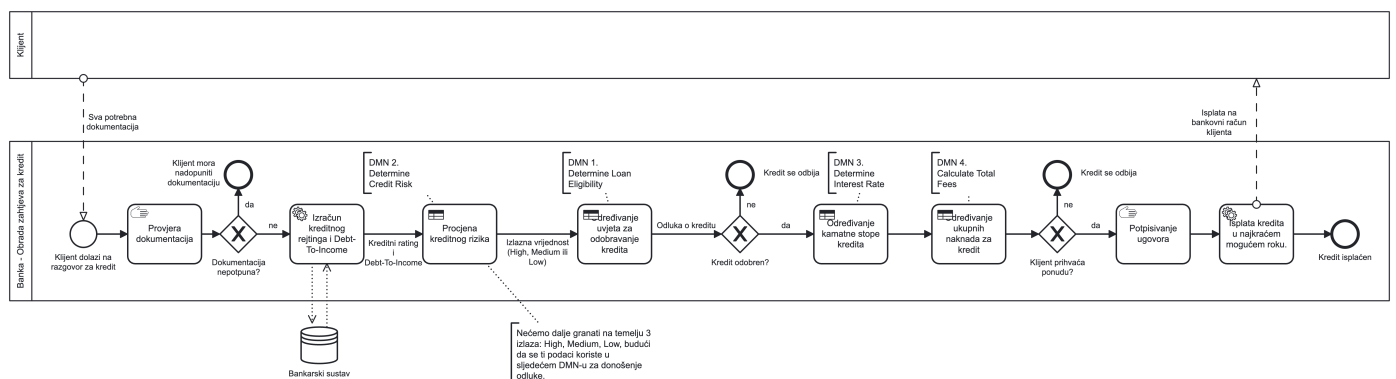 Klijent
Sva potrebna
dokumentacija
Isplata na
bankovni račun
klijenta
Banka - Obrada zahtjeva za kredit
Klijent dolazi na
razgovor za kredit
Provjera
dokumentacija
Klijent mora
nadopuniti
dokumentaciju
da
ne
Dokumentacija
nepotpuna?
Izračun
kreditnog
rejtinga i Debt-
To-Income
Bankarski sustav
Kreditni rating
i
Debt-To-Income
DMN 2.
Determine
Credit Risk
Procjena
kreditnog rizika
Nećemo dalje granati na temelju 3
izlaza: High, Medium, Low, budući
da se ti podaci koriste u
sljedećem DMN-u za donošenje
odluke.
Izlazna vrijednost
(High, Medium ili
Low)
DMN 1.
Determine Loan
Eligibility
Određivanje
uvjeta za
odobravanje
kredita
Odluka o kreditu
Kredit se odbija
ne
da
Kredit odobren?
DMN 3.
Determine
Interest Rate
Određivanje
kamatne stope
kredita
DMN 4.
Calculate Total
Fees
Određivanje
ukupnih
naknada za
kredit
Kredit se odbija
ne
da
Klijent prihvaća
ponudu?
Potpisivanje
ugovora
Isplata kredita
u najkraćem
mogućem roku.
Kredit isplaćen